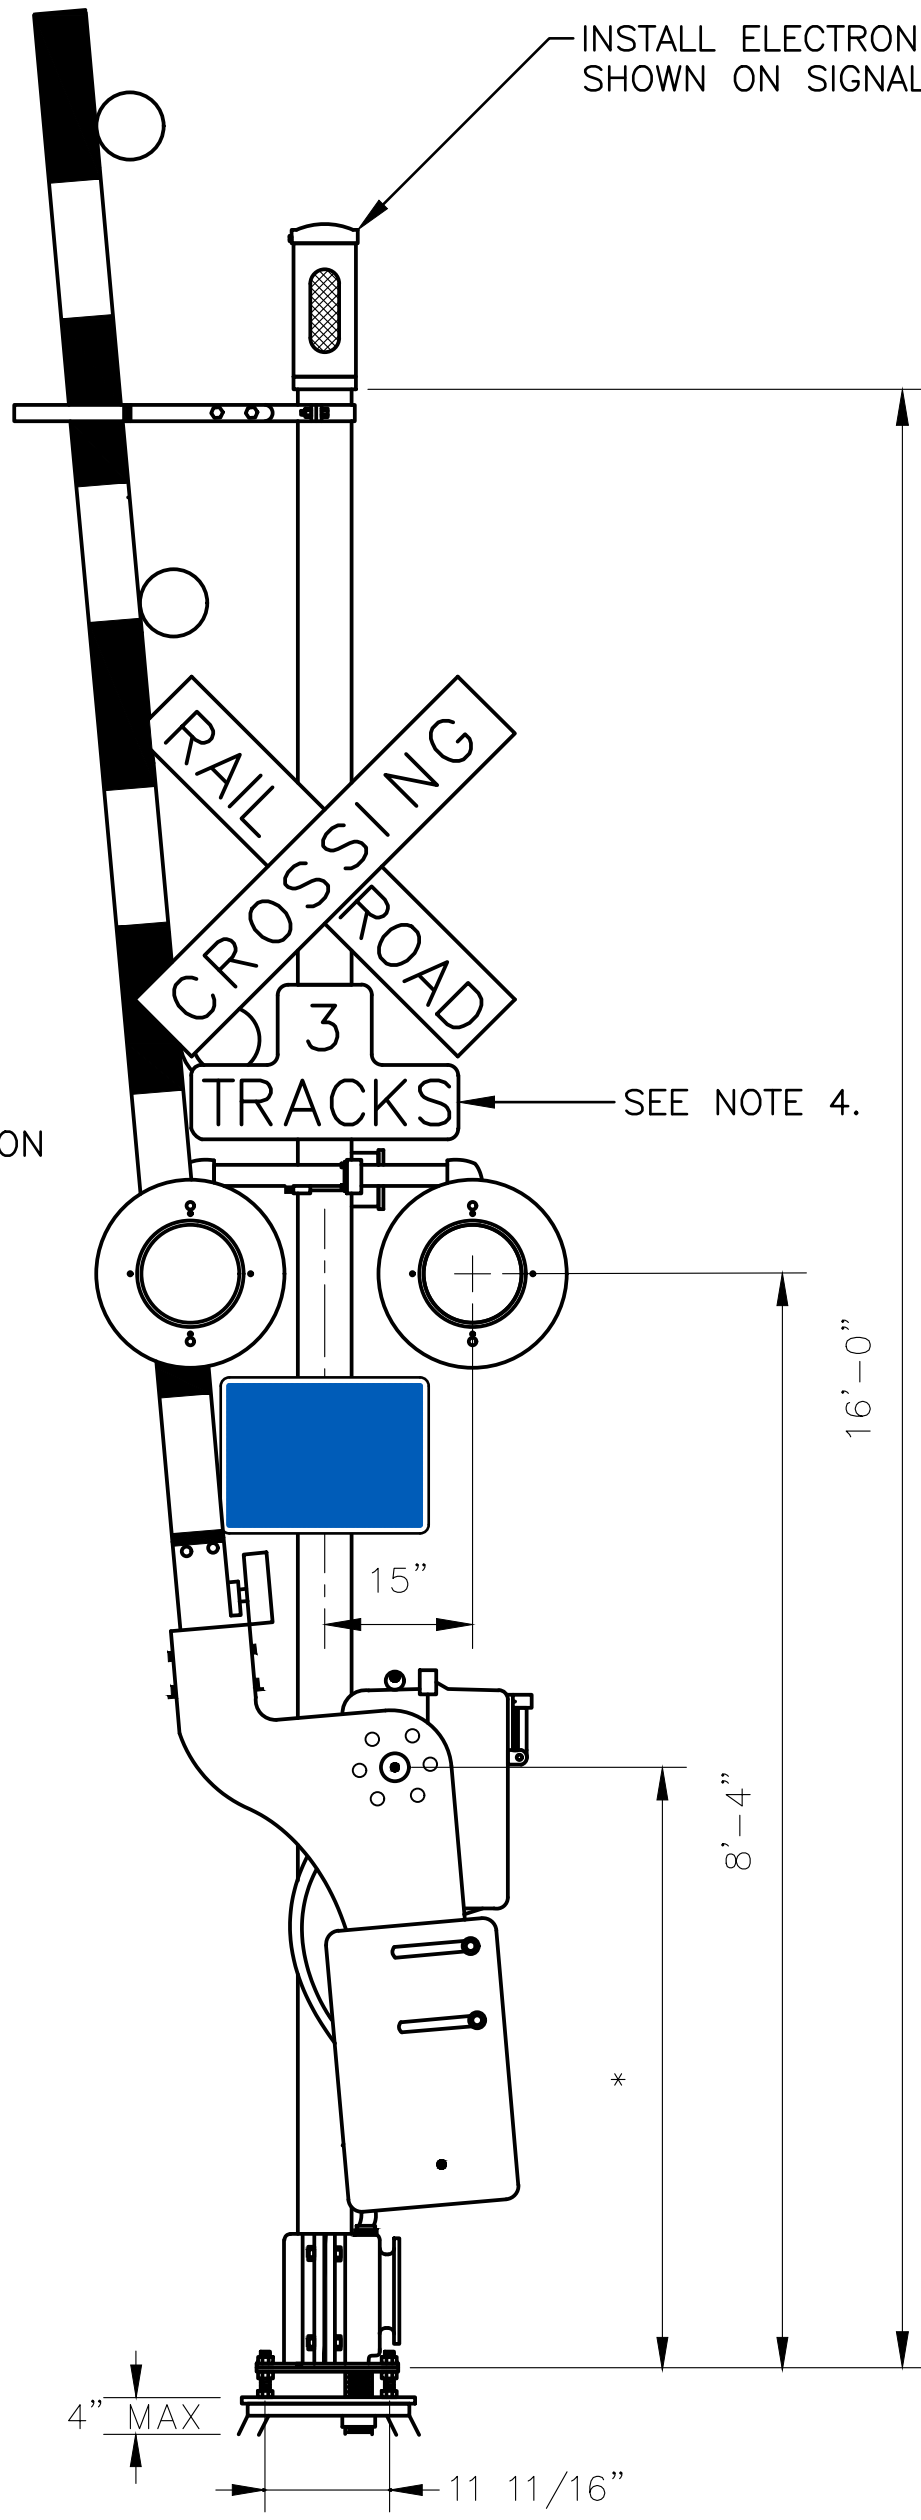 INSTALL ELECTRON
SHOWN ON SIGNAL
RAIL
CROSSING
ROAD
3
TRACKS
SEE NOTE 4.
ON
16'-0"
15"
8'-4"
*
4" MAX
11 11/16"